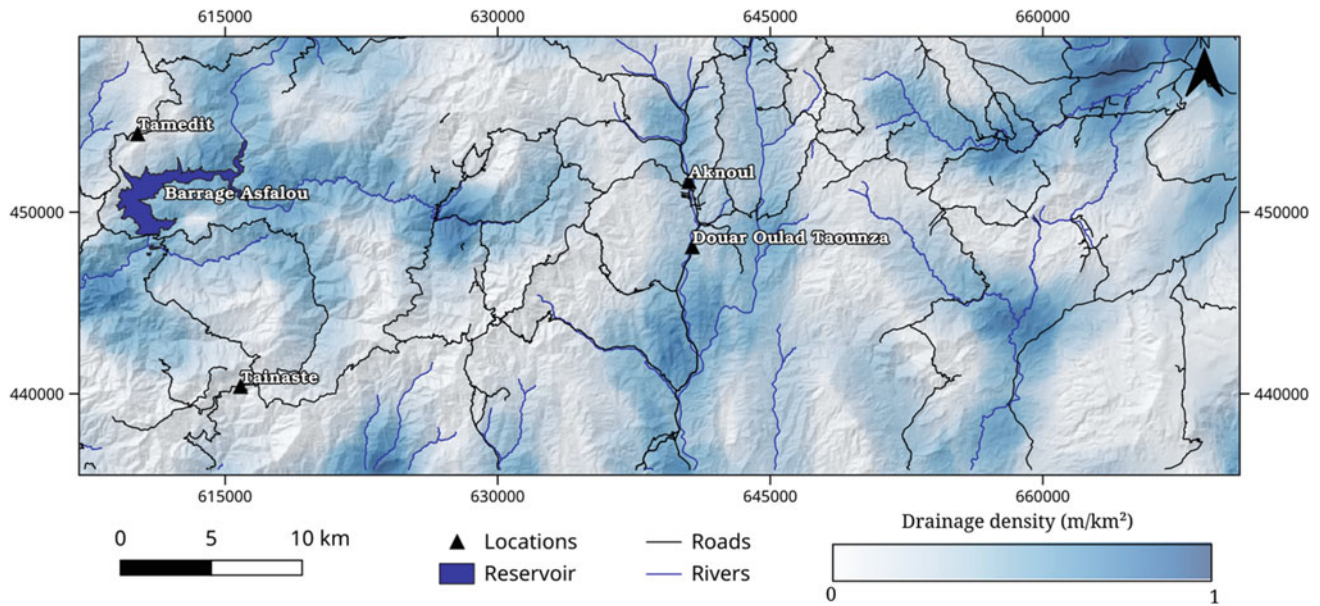 615000 630000 645000 660000
N
Tamedit
Barrage Asfalou
Aknoul
450000 450000
Douar Oulad Taounza
Tainaste
440000 440000
615000 630000 645000 660000
0 5 10 km
Locations
Reservoir
Roads
Rivers
Drainage density (m/km²)
0 1